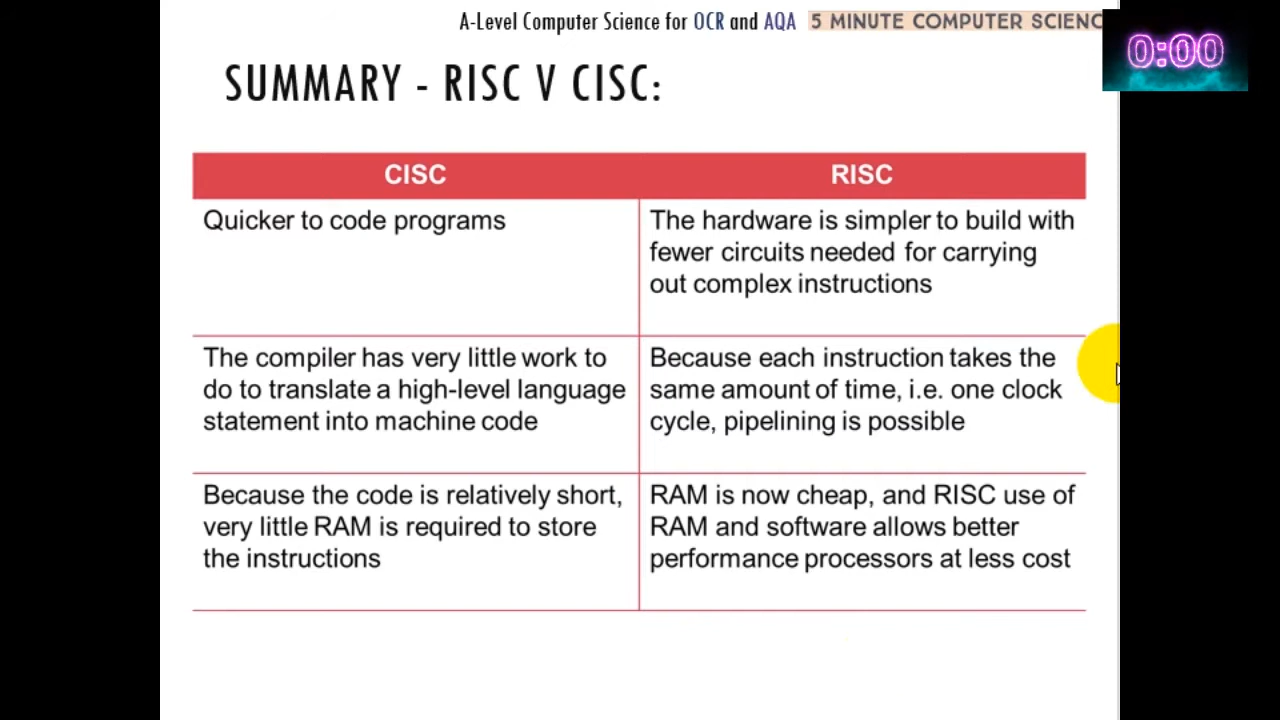 A-Level Computer Science for OCR and AQA 5 MINUTE COMPUTER SCIENC
0:00
SUMMARY - RISC V CISC:
CISC
RISC
Quicker to code programs
The hardware is simpler to build with
fewer circuits needed for carrying
out complex instructions
The compiler has very little work to
do to translate a high-level language
statement into machine code
Because each instruction takes the
same amount of time, i.e. one clock
cycle, pipelining is possible
Because the code is relatively short,
very little RAM is required to store
the instructions
RAM is now cheap, and RISC use of
RAM and software allows better
performance processors at less cost